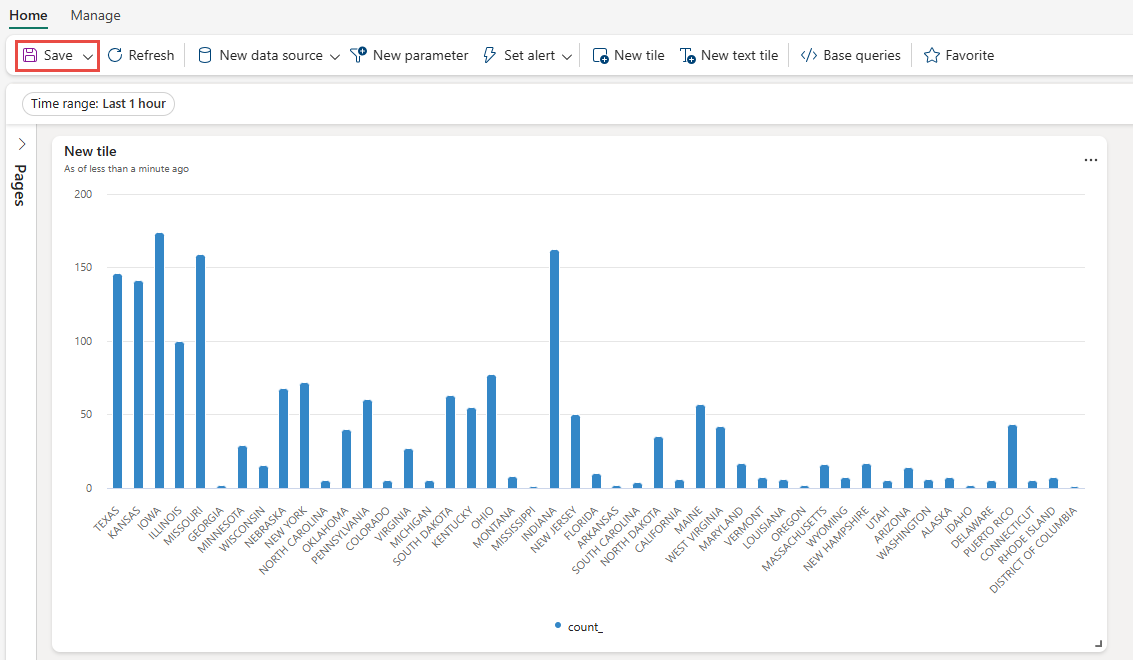 Home Manage
Save Refresh New data source New parameter Set alert New tile New text tile Base queries Favorite
Time range: Last 1 hour
Pages
New tile
As of less than a minute ago
200
150
100
50
0
TEXAS
KANSAS
IOWA
ILLINOIS
MISSOURI
GEORGIA
MINNESOTA
WISCONSIN
NEBRASKA
NEW YORK
NORTH CAROLINA
OKLAHOMA
PENNSYLVANIA
COLORADO
VIRGINIA
MICHIGAN
SOUTH DAKOTA
KENTUCKY
OHIO
MONTANA
MISSISSIPPI
INDIANA
NEW JERSEY
FLORIDA
ARKANSAS
SOUTH CAROLINA
NORTH DAKOTA
CALIFORNIA
MAINE
WEST VIRGINIA
MARYLAND
VERMONT
LOUISIANA
OREGON
MASSACHUSETTS
WYOMING
NEW HAMPSHIRE
UTAH
ARIZONA
WASHINGTON
ALASKA
IDAHO
DELAWARE
PUERTO RICO
CONNECTICUT
RHODE ISLAND
DISTRICT OF COLUMBIA
count_